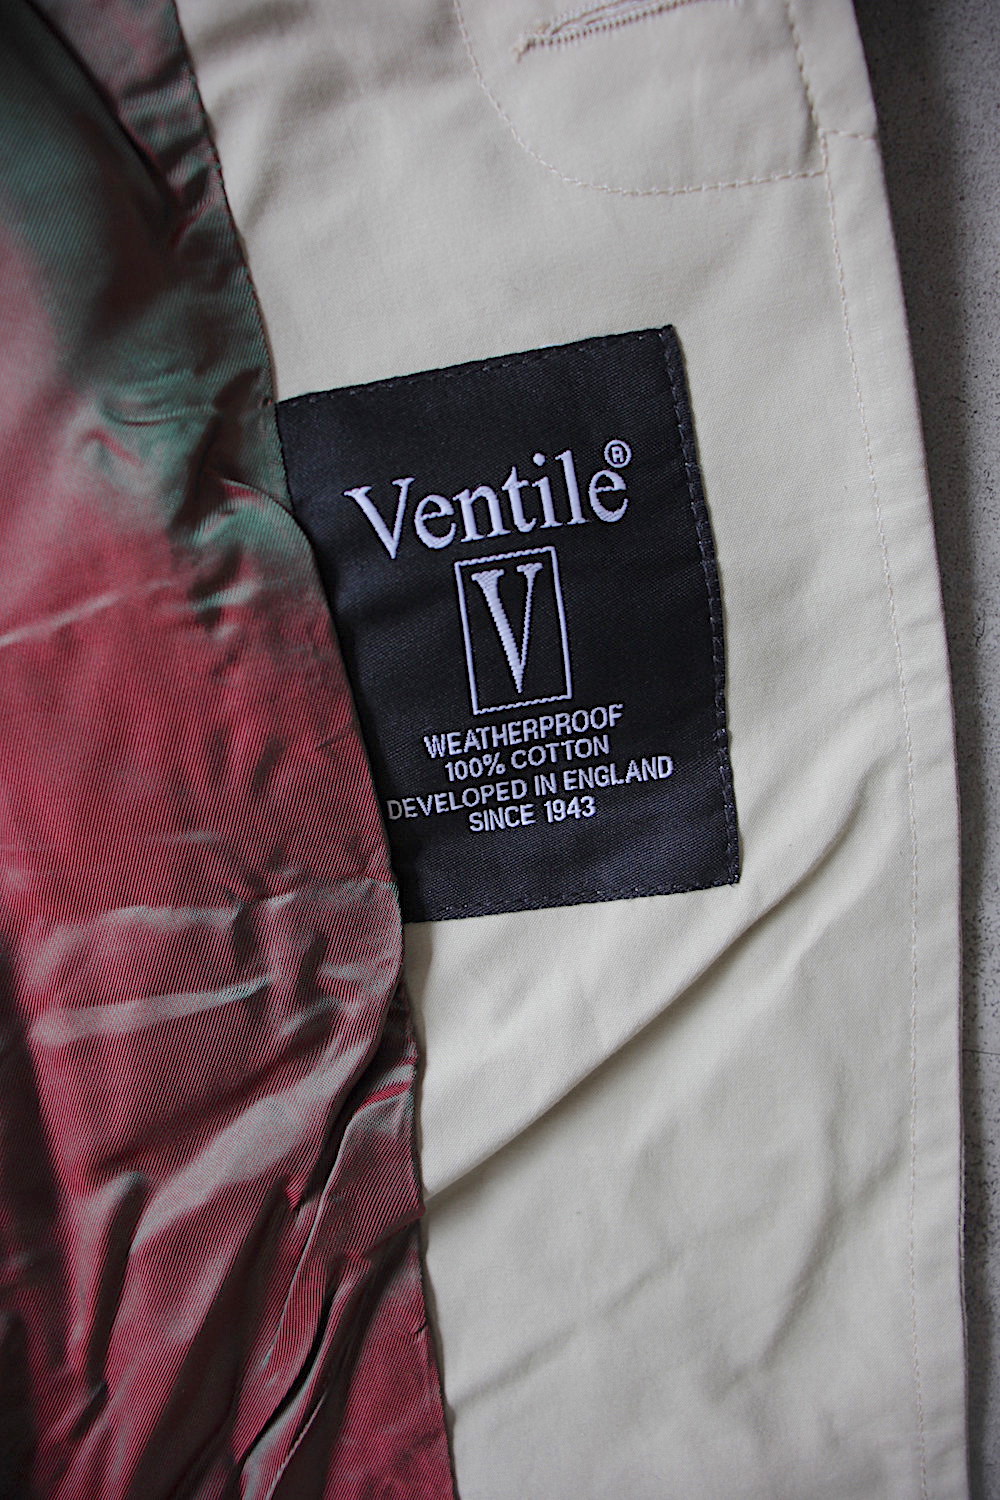 Ventile®
V
WEATHERPROOF
100% COTTON
DEVELOPED IN ENGLAND
SINCE 1943